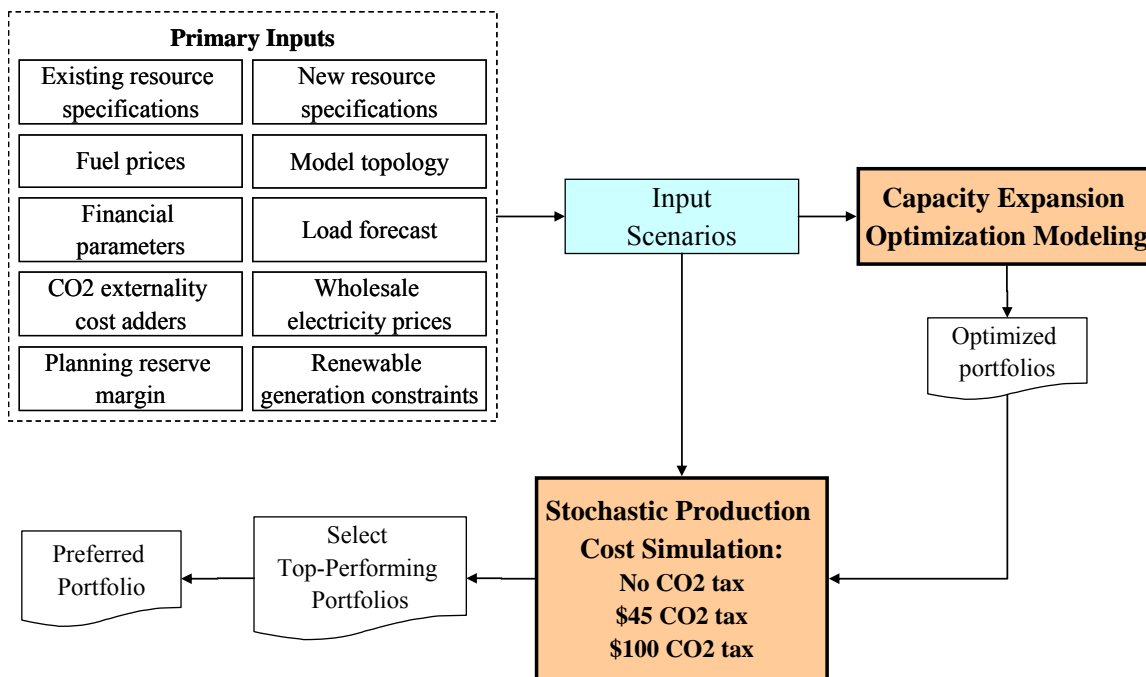 Primary Inputs
Existing resource
specifications
New resource
specifications
Fuel prices
Model topology
Financial
parameters
Load forecast
CO2 externality
cost adders
Wholesale
electricity prices
Planning reserve
margin
Renewable
generation constraints
Input
Scenarios
Capacity Expansion
Optimization Modeling
Optimized
portfolios
Stochastic Production
Cost Simulation:
No CO2 tax
$45 CO2 tax
$100 CO2 tax
Select
Top-Performing
Portfolios
Preferred
Portfolio